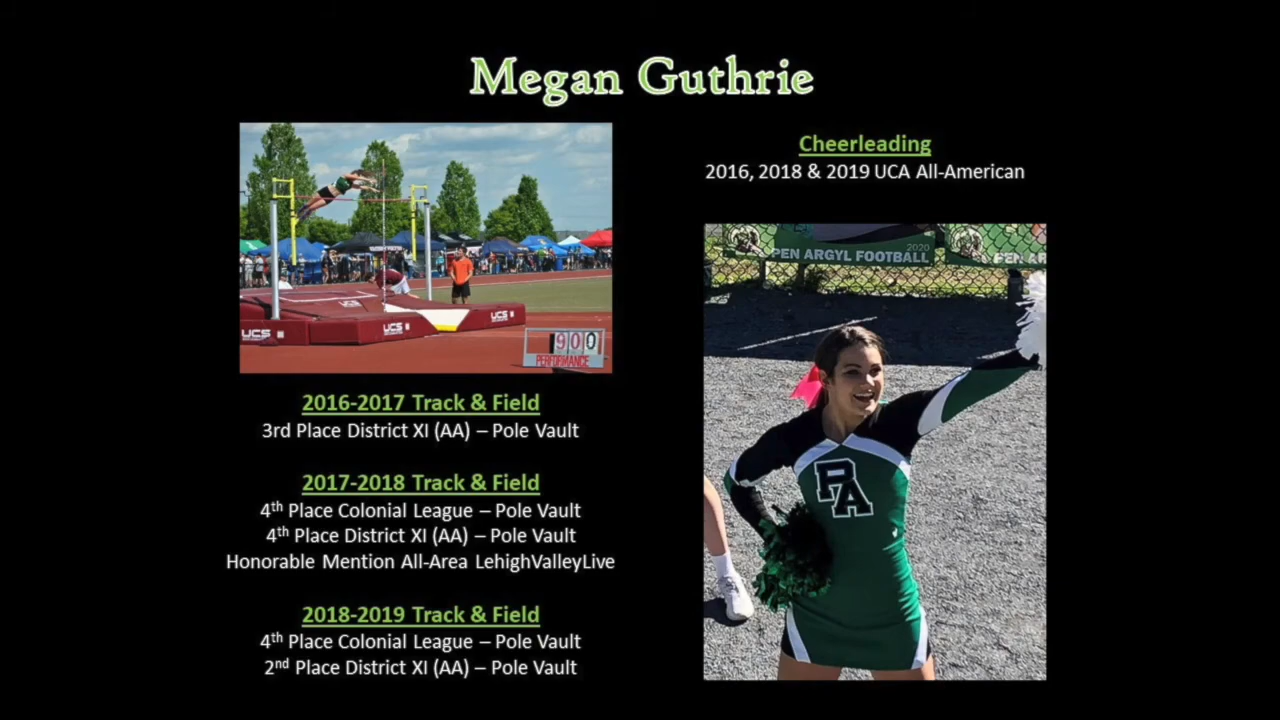 Megan Guthrie
UCS
UCS
UCS
900
PERFORMANCE
2016-2017 Track & Field
3rd Place District XI (AA) – Pole Vault
2017-2018 Track & Field
4th Place Colonial League – Pole Vault
4th Place District XI (AA) – Pole Vault
Honorable Mention All-Area LehighValleyLive
2018-2019 Track & Field
4th Place Colonial League – Pole Vault
2nd Place District XI (AA) – Pole Vault
Cheerleading
2016, 2018 & 2019 UCA All-American
2020
PEN ARGYL FOOTBALL
PEN AR
PA